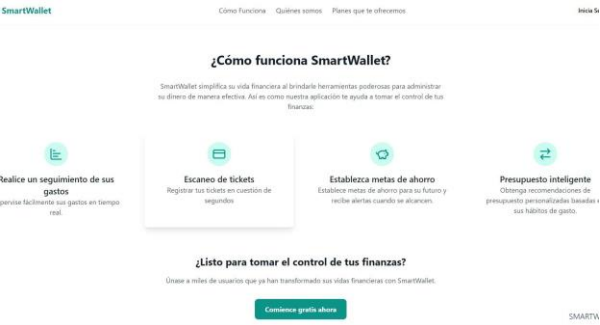 SmartWallet
Cómo Funciona
Quiénes somos
Planes que te ofrecemos
Inicia Se
¿Cómo funciona SmartWallet?
SmartWallet simplifica su vida financiera al brindarle herramientas poderosas para administrar
su dinero de manera efectiva. Así es como nuestra aplicación te ayuda a tomar el control de tus
finanzas:
Realice un seguimiento de sus
gastos
pervise fácilmente sus gastos en tiempo
real.
Escaneo de tickets
Registrar tus tickets en cuestión de
segundos
Establezca metas de ahorro
Establece metas de ahorro para su futuro y
recibe alertas cuando se alcancen.
Presupuesto inteligente
Obtenga recomendaciones de
presupuesto personalizadas basadas e
sus hábitos de gasto.
¿Listo para tomar el control de tus finanzas?
Únase a miles de usuarios que ya han transformado sus vidas financieras con SmartWallet.
Comience gratis ahora
SMARTW